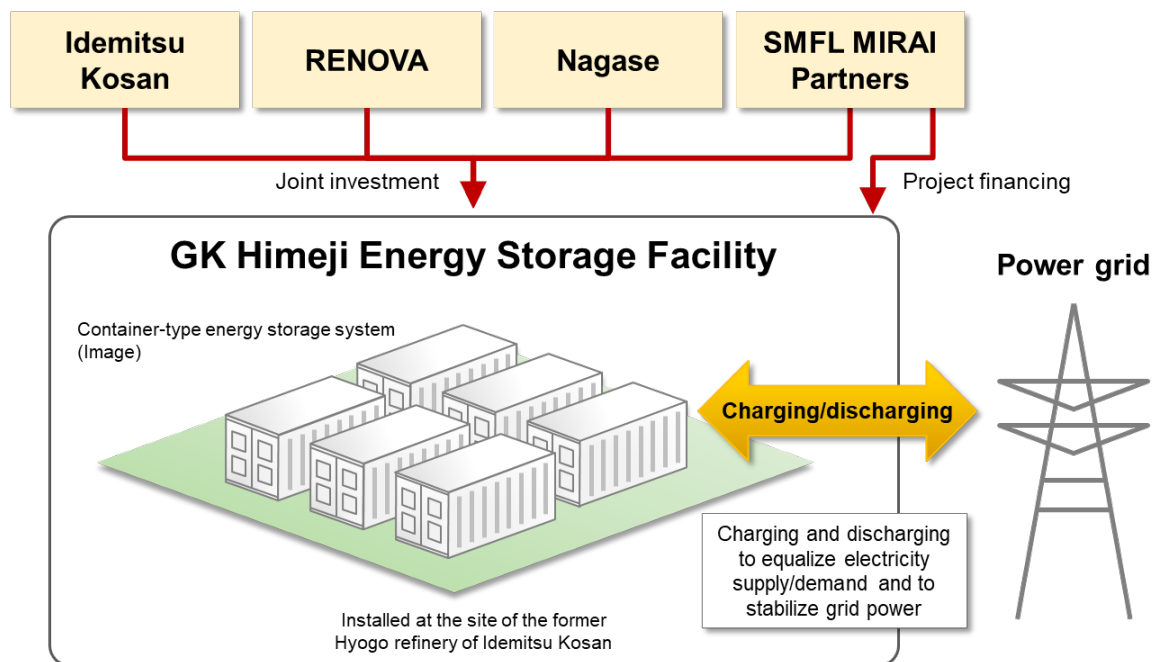 Idemitsu
Kosan
RENOVA
Nagase
SMFL MIRAI
Partners
Joint investment
Project financing
GK Himeji Energy Storage Facility
Power grid
Container-type energy storage system
(Image)
Charging/discharging
Charging and discharging
to equalize electricity
supply/demand and to
stabilize grid power
Installed at the site of the former
Hyogo refinery of Idemitsu Kosan